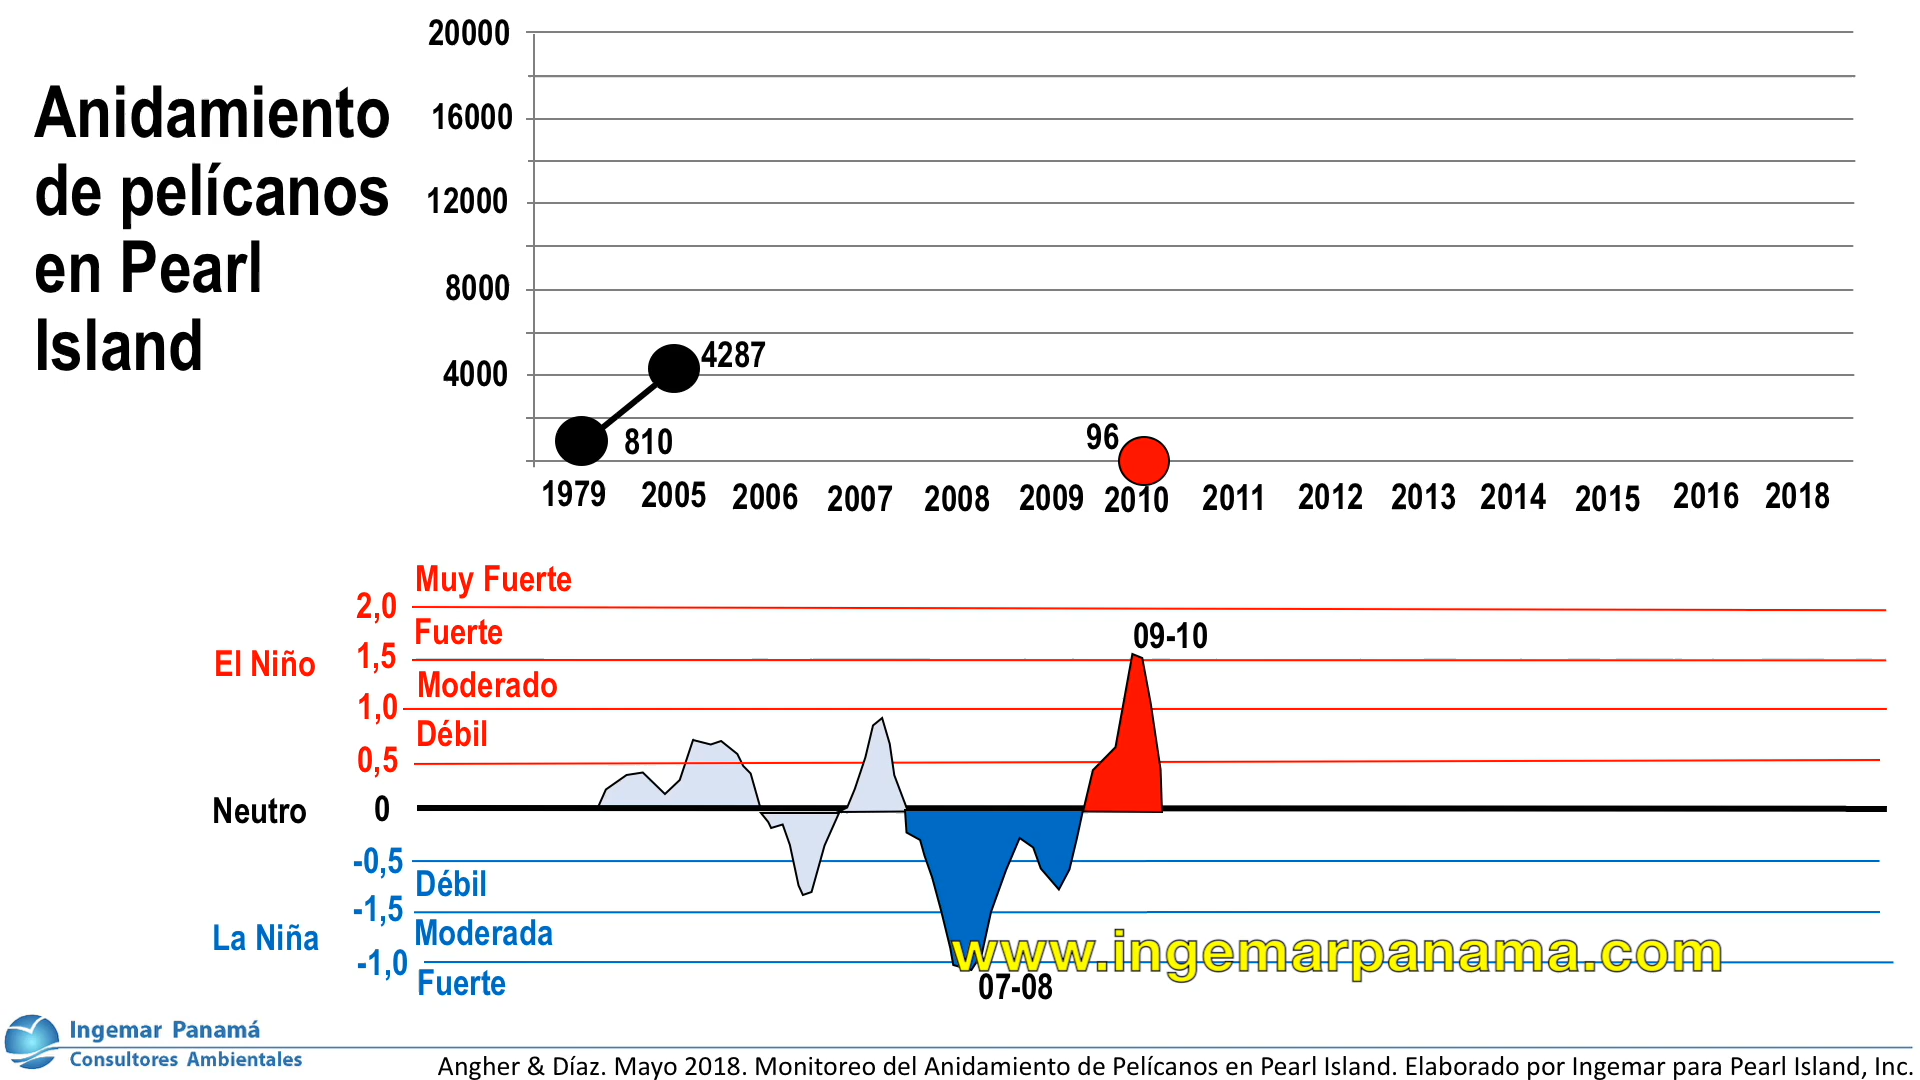 Anidamiento
de pelícanos
en Pearl
Island
20000
16000
12000
8000
4000
4287
810
96
1979 2005 2006 2007 2008 2009 2010 2011 2012 2013 2014 2015 2016 2018
Muy Fuerte
2,0
Fuerte
09-10
El Niño
1,5
Moderado
1,0
Débil
0,5
Neutro 0
-0,5
Débil
-1,5
La Niña
Moderada
www.ingemarpanama.com
-1,0
Fuerte
07-08
Ingemar Panamá
Consultores Ambientales
Angher & Díaz. Mayo 2018. Monitoreo del Anidamiento de Pelícanos en Pearl Island. Elaborado por Ingemar para Pearl Island, Inc.